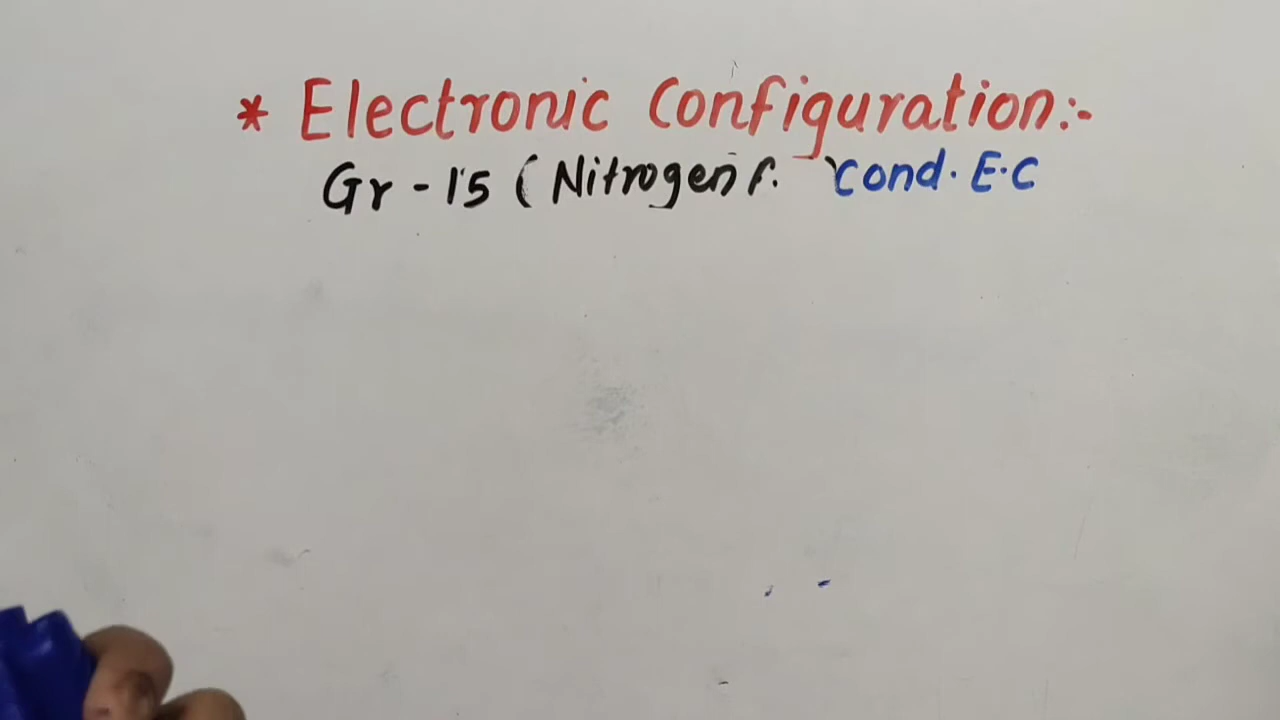 * Electronic Configuration:-
Gr - 15 (Nitrogen f. ) Cond. E.C